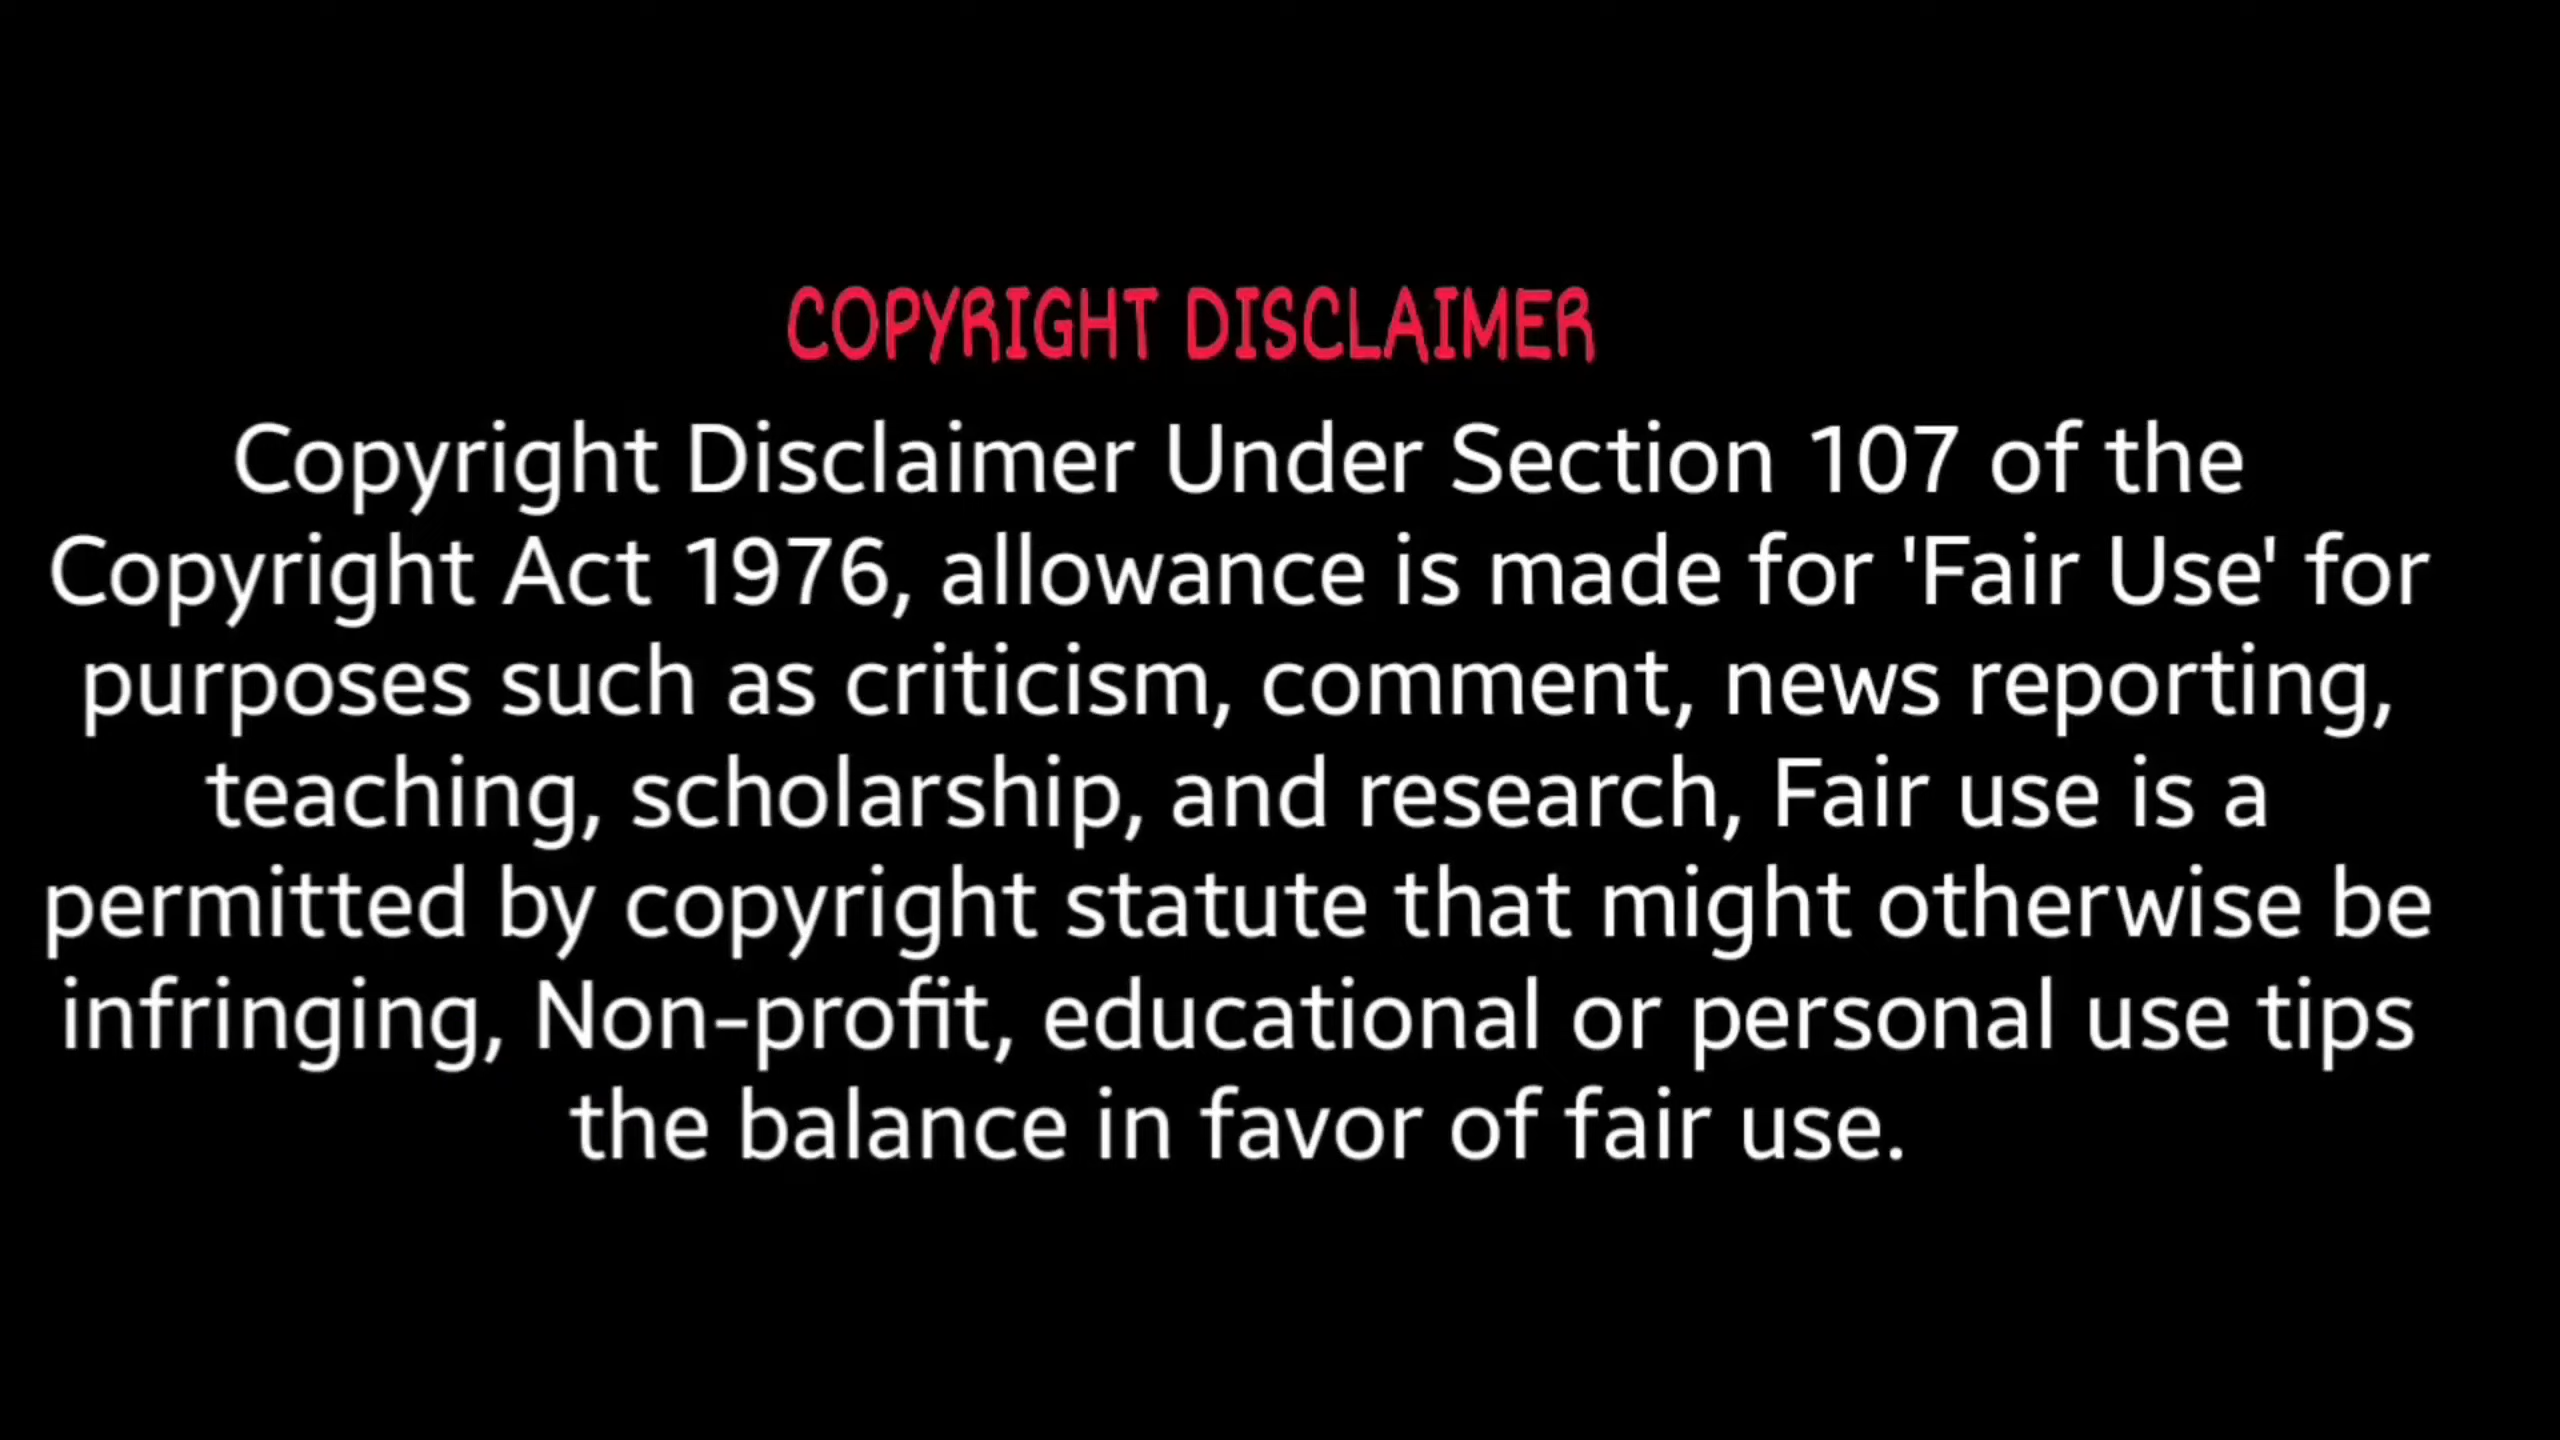 COPYRIGHT DISCLAIMER
Copyright Disclaimer Under Section 107 of the
Copyright Act 1976, allowance is made for 'Fair Use' for
purposes such as criticism, comment, news reporting,
teaching, scholarship, and research, Fair use is a
permitted by copyright statute that might otherwise be
infringing, Non-profit, educational or personal use tips
the balance in favor of fair use.